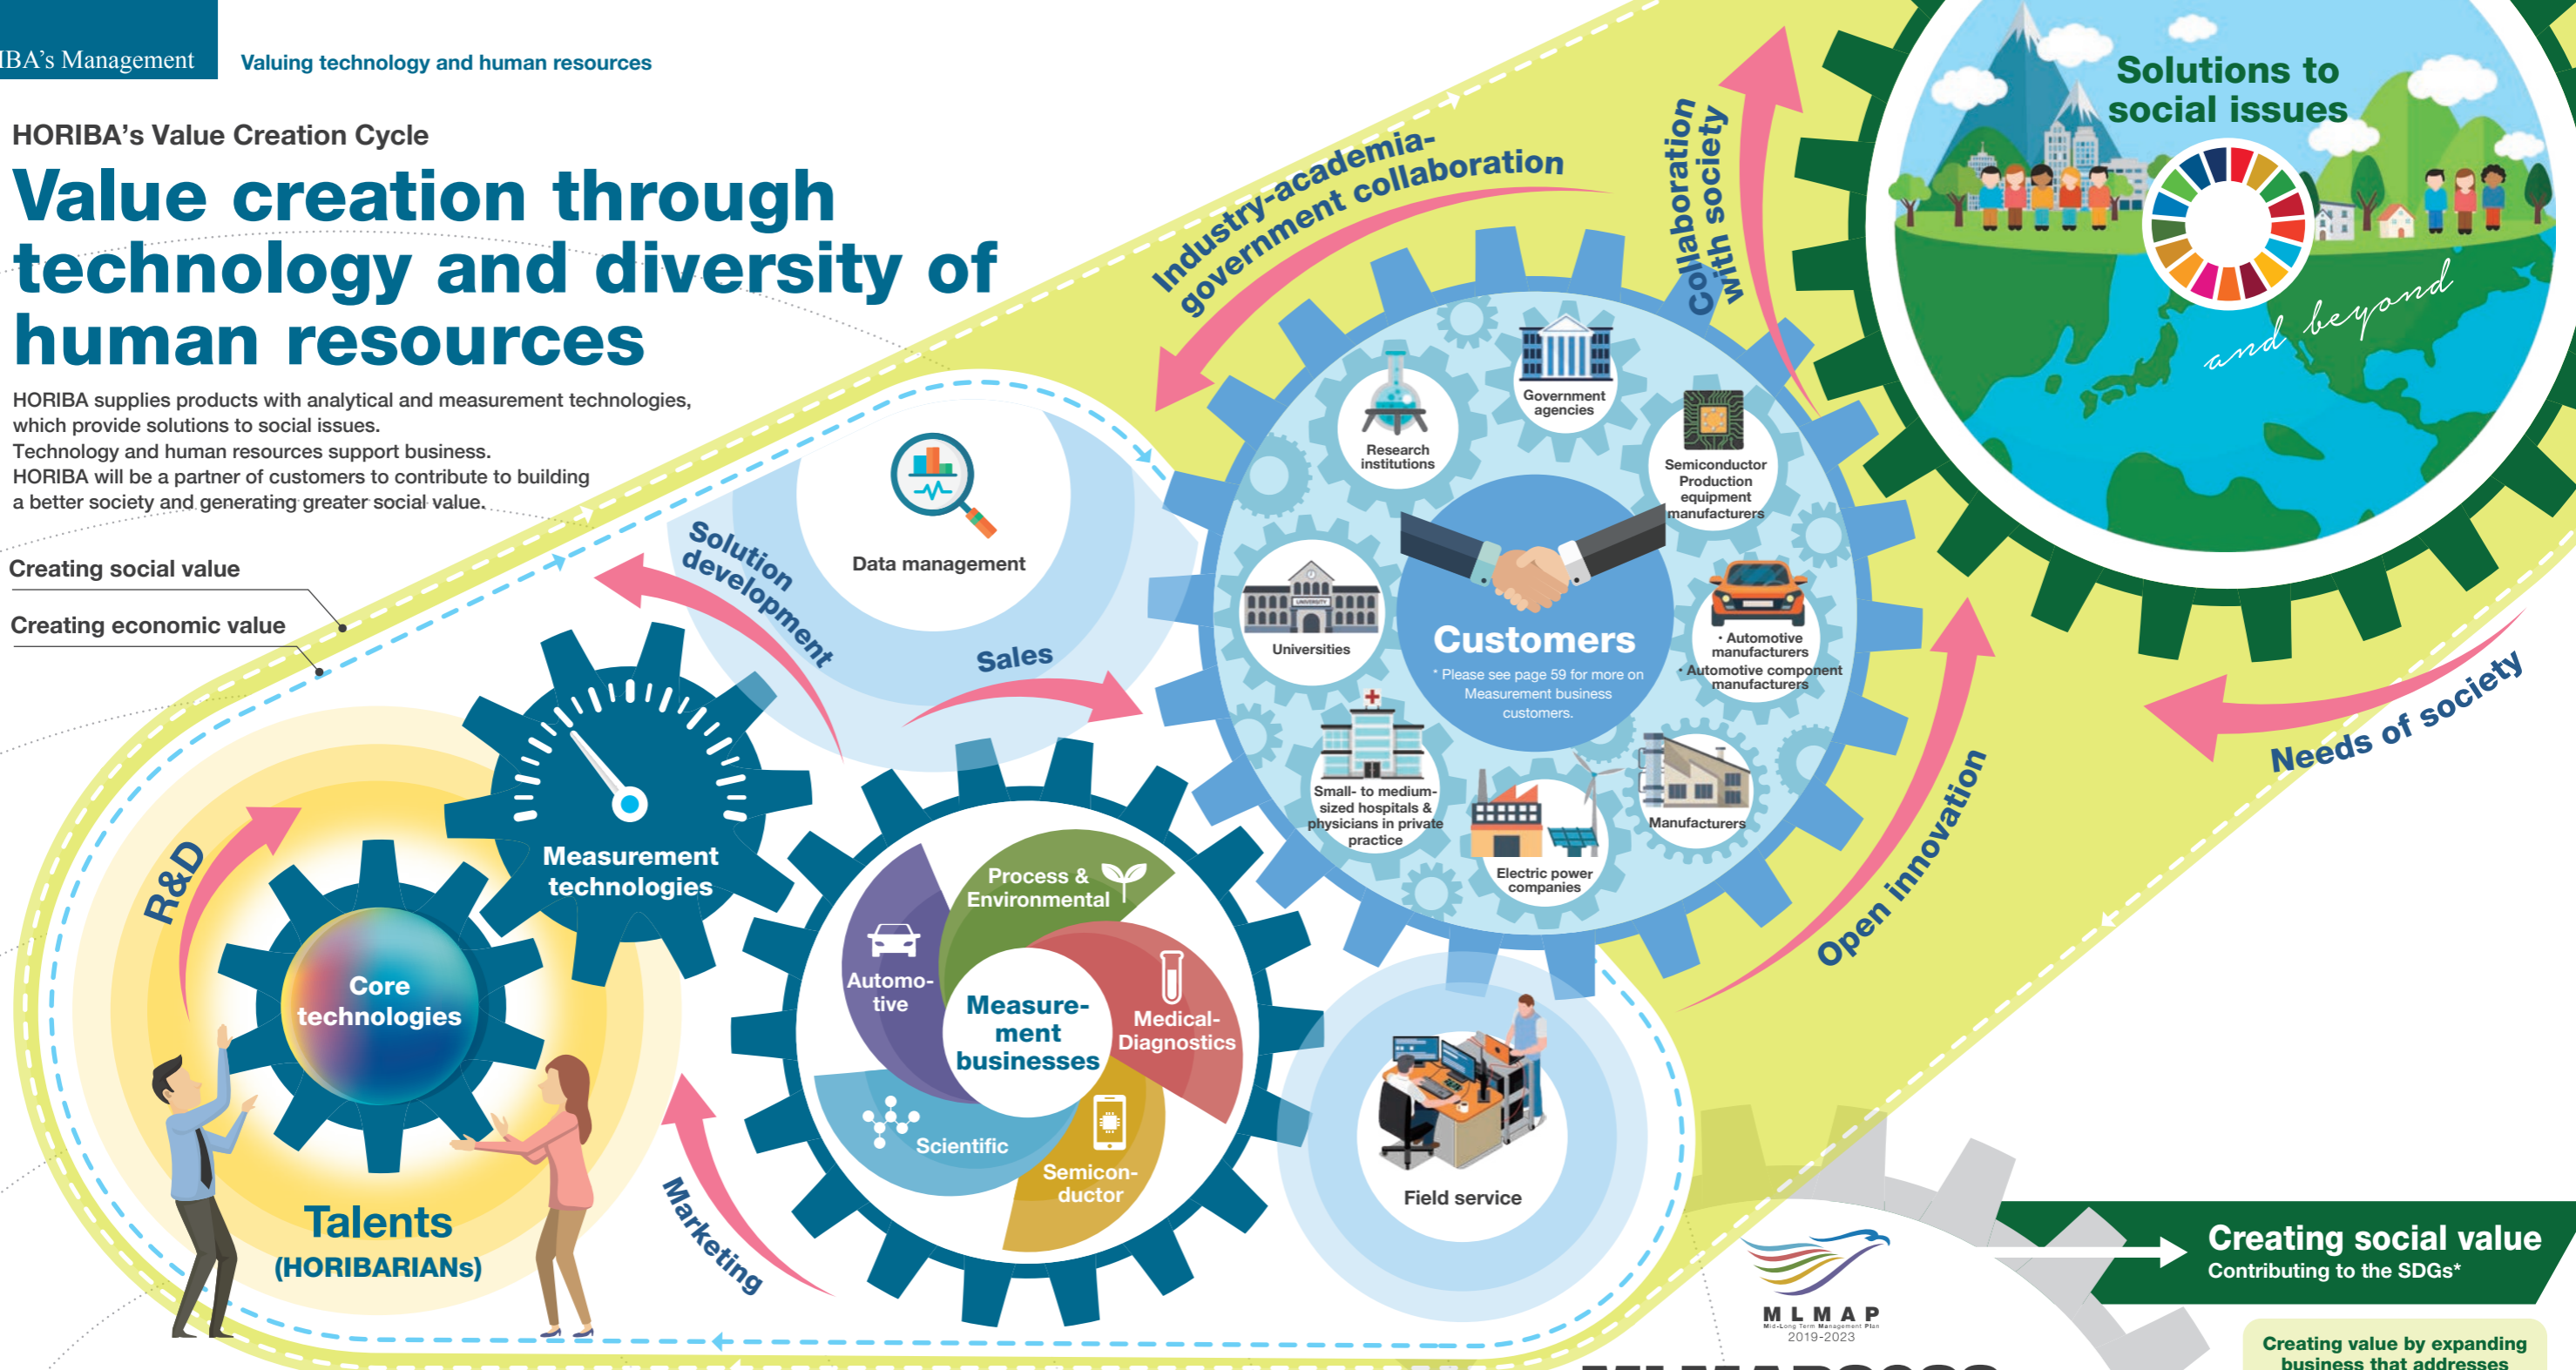 IBA's Management
Valuing technology and human resources
HORIBA's Value Creation Cycle
Value creation through
technology and diversity of
human resources
HORIBA supplies products with analytical and measurement technologies,
which provide solutions to social issues.
Technology and human resources support business.
HORIBA will be a partner of customers to contribute to building
a better society and generating greater social value.
Creating social value
Creating economic value
Industry-academia-
government collaboration
Collaboration
with society
Solutions to
social issues
and beyond
Data management
Solution
development
Sales
Research
institutions
Government
agencies
Semiconductor
Production
equipment
manufacturers
UNIVERSITY
Universities
Customers
* Please see page 59 for more on
Measurement business
customers.
・Automotive
manufacturers
・Automotive component
manufacturers
Small- to medium-
sized hospitals &
physicians in private
practice
Electric power
companies
Manufacturers
Needs of society
Open innovation
R&D
Measurement
technologies
Core
technologies
Talents
(HORIBARIANs)
Marketing
Process &
Environmental
Automo-
tive
Measure-
ment
businesses
Medical-
Diagnostics
Scientific
Semicon-
ductor
Field service
MLMAP
Mid-Long Term Management Plan
2019-2023
Creating social value
Contributing to the SDGs*
Creating value by expanding
business that addresses